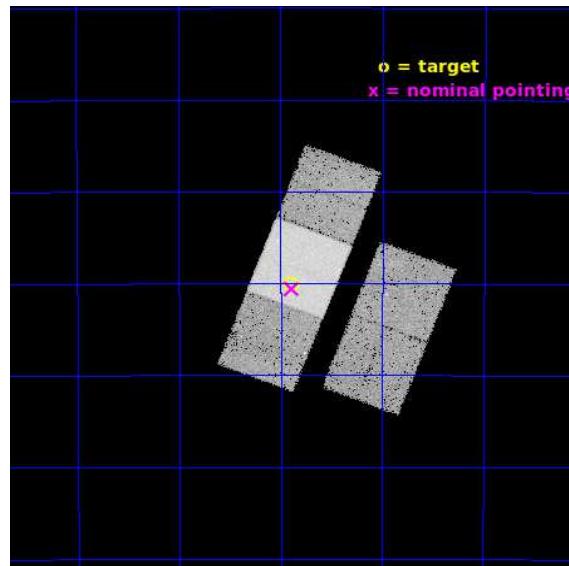 o = target
x = nominal pointing